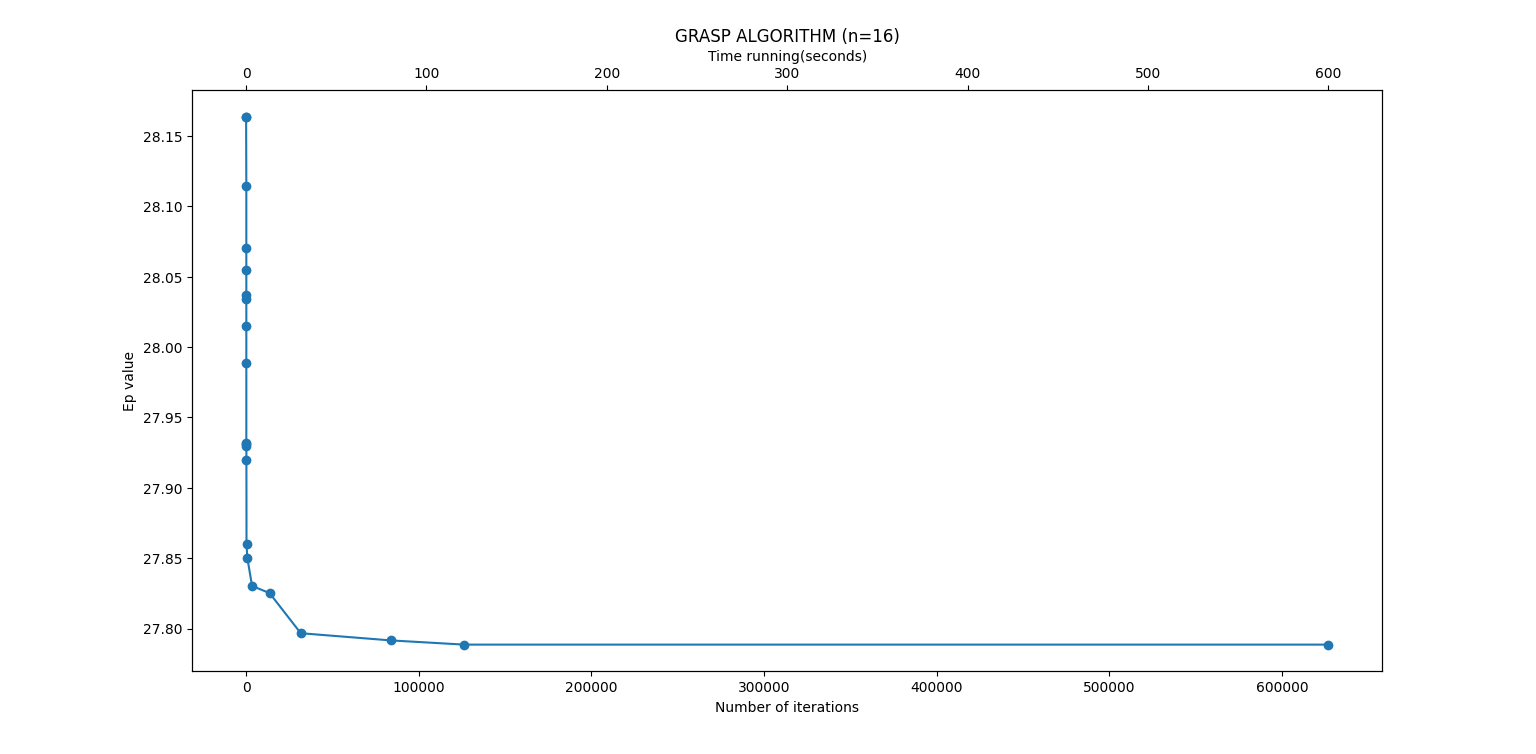 GRASP ALGORITHM (n=16)
Time running(seconds)
0 100 200 300 400 500 600
28.15
28.10
28.05
28.00
27.95
27.90
27.85
27.80
Ep value
0 100000 200000 300000 400000 500000 600000
Number of iterations